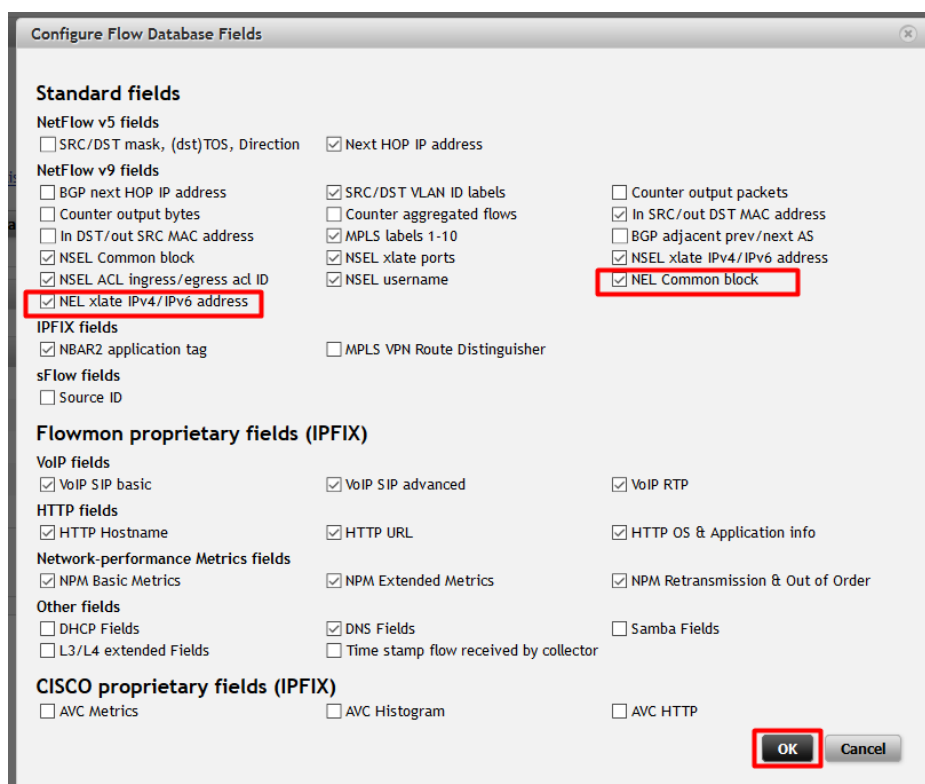 Configure Flow Database Fields
Standard fields
NetFlow v5 fields
SRC/DST mask, (dst)TOS, Direction Next HOP IP address
NetFlow v9 fields
BGP next HOP IP address SRC/DST VLAN ID labels Counter output packets
Counter output bytes Counter aggregated flows In SRC/out DST MAC address
In DST/out SRC MAC address MPLS labels 1-10 BGP adjacent prev/next AS
NSEL Common block NSEL xlate ports NSEL xlate IPv4/IPv6 address
NSEL ACL ingress/egress acl ID NSEL username NEL Common block
NEL xlate IPv4/IPv6 address
IPFIX fields
NBAR2 application tag MPLS VPN Route Distinguisher
sFlow fields
Source ID
Flowmon proprietary fields (IPFIX)
VoIP fields
VoIP SIP basic VoIP SIP advanced VoIP RTP
HTTP fields
HTTP Hostname HTTP URL HTTP OS & Application info
Network-performance Metrics fields
NPM Basic Metrics NPM Extended Metrics NPM Retransmission & Out of Order
Other fields
DHCP Fields DNS Fields Samba Fields
L3/L4 extended Fields Time stamp flow received by collector
CISCO proprietary fields (IPFIX)
AVC Metrics AVC Histogram AVC HTTP
OK Cancel